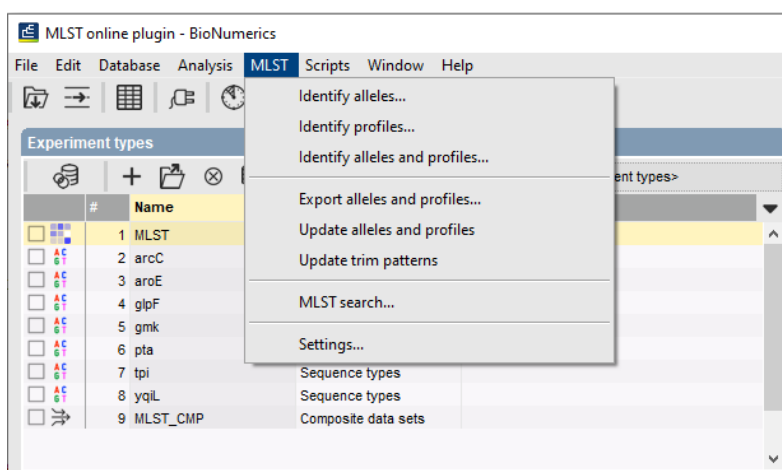 MLST online plugin - BioNumerics
File Edit Database Analysis MLST Scripts Window Help
Identify alleles...
Identify profiles...
Identify alleles and profiles...
Export alleles and profiles...
Update alleles and profiles
Update trim patterns
MLST search...
Settings...
Experiment types
ent types>
# Name
1 MLST
2 arcC
3 aroE
4 glpF
5 gmk
6 pta
7 tpi Sequence types
8 yqiL Sequence types
9 MLST_CMP Composite data sets